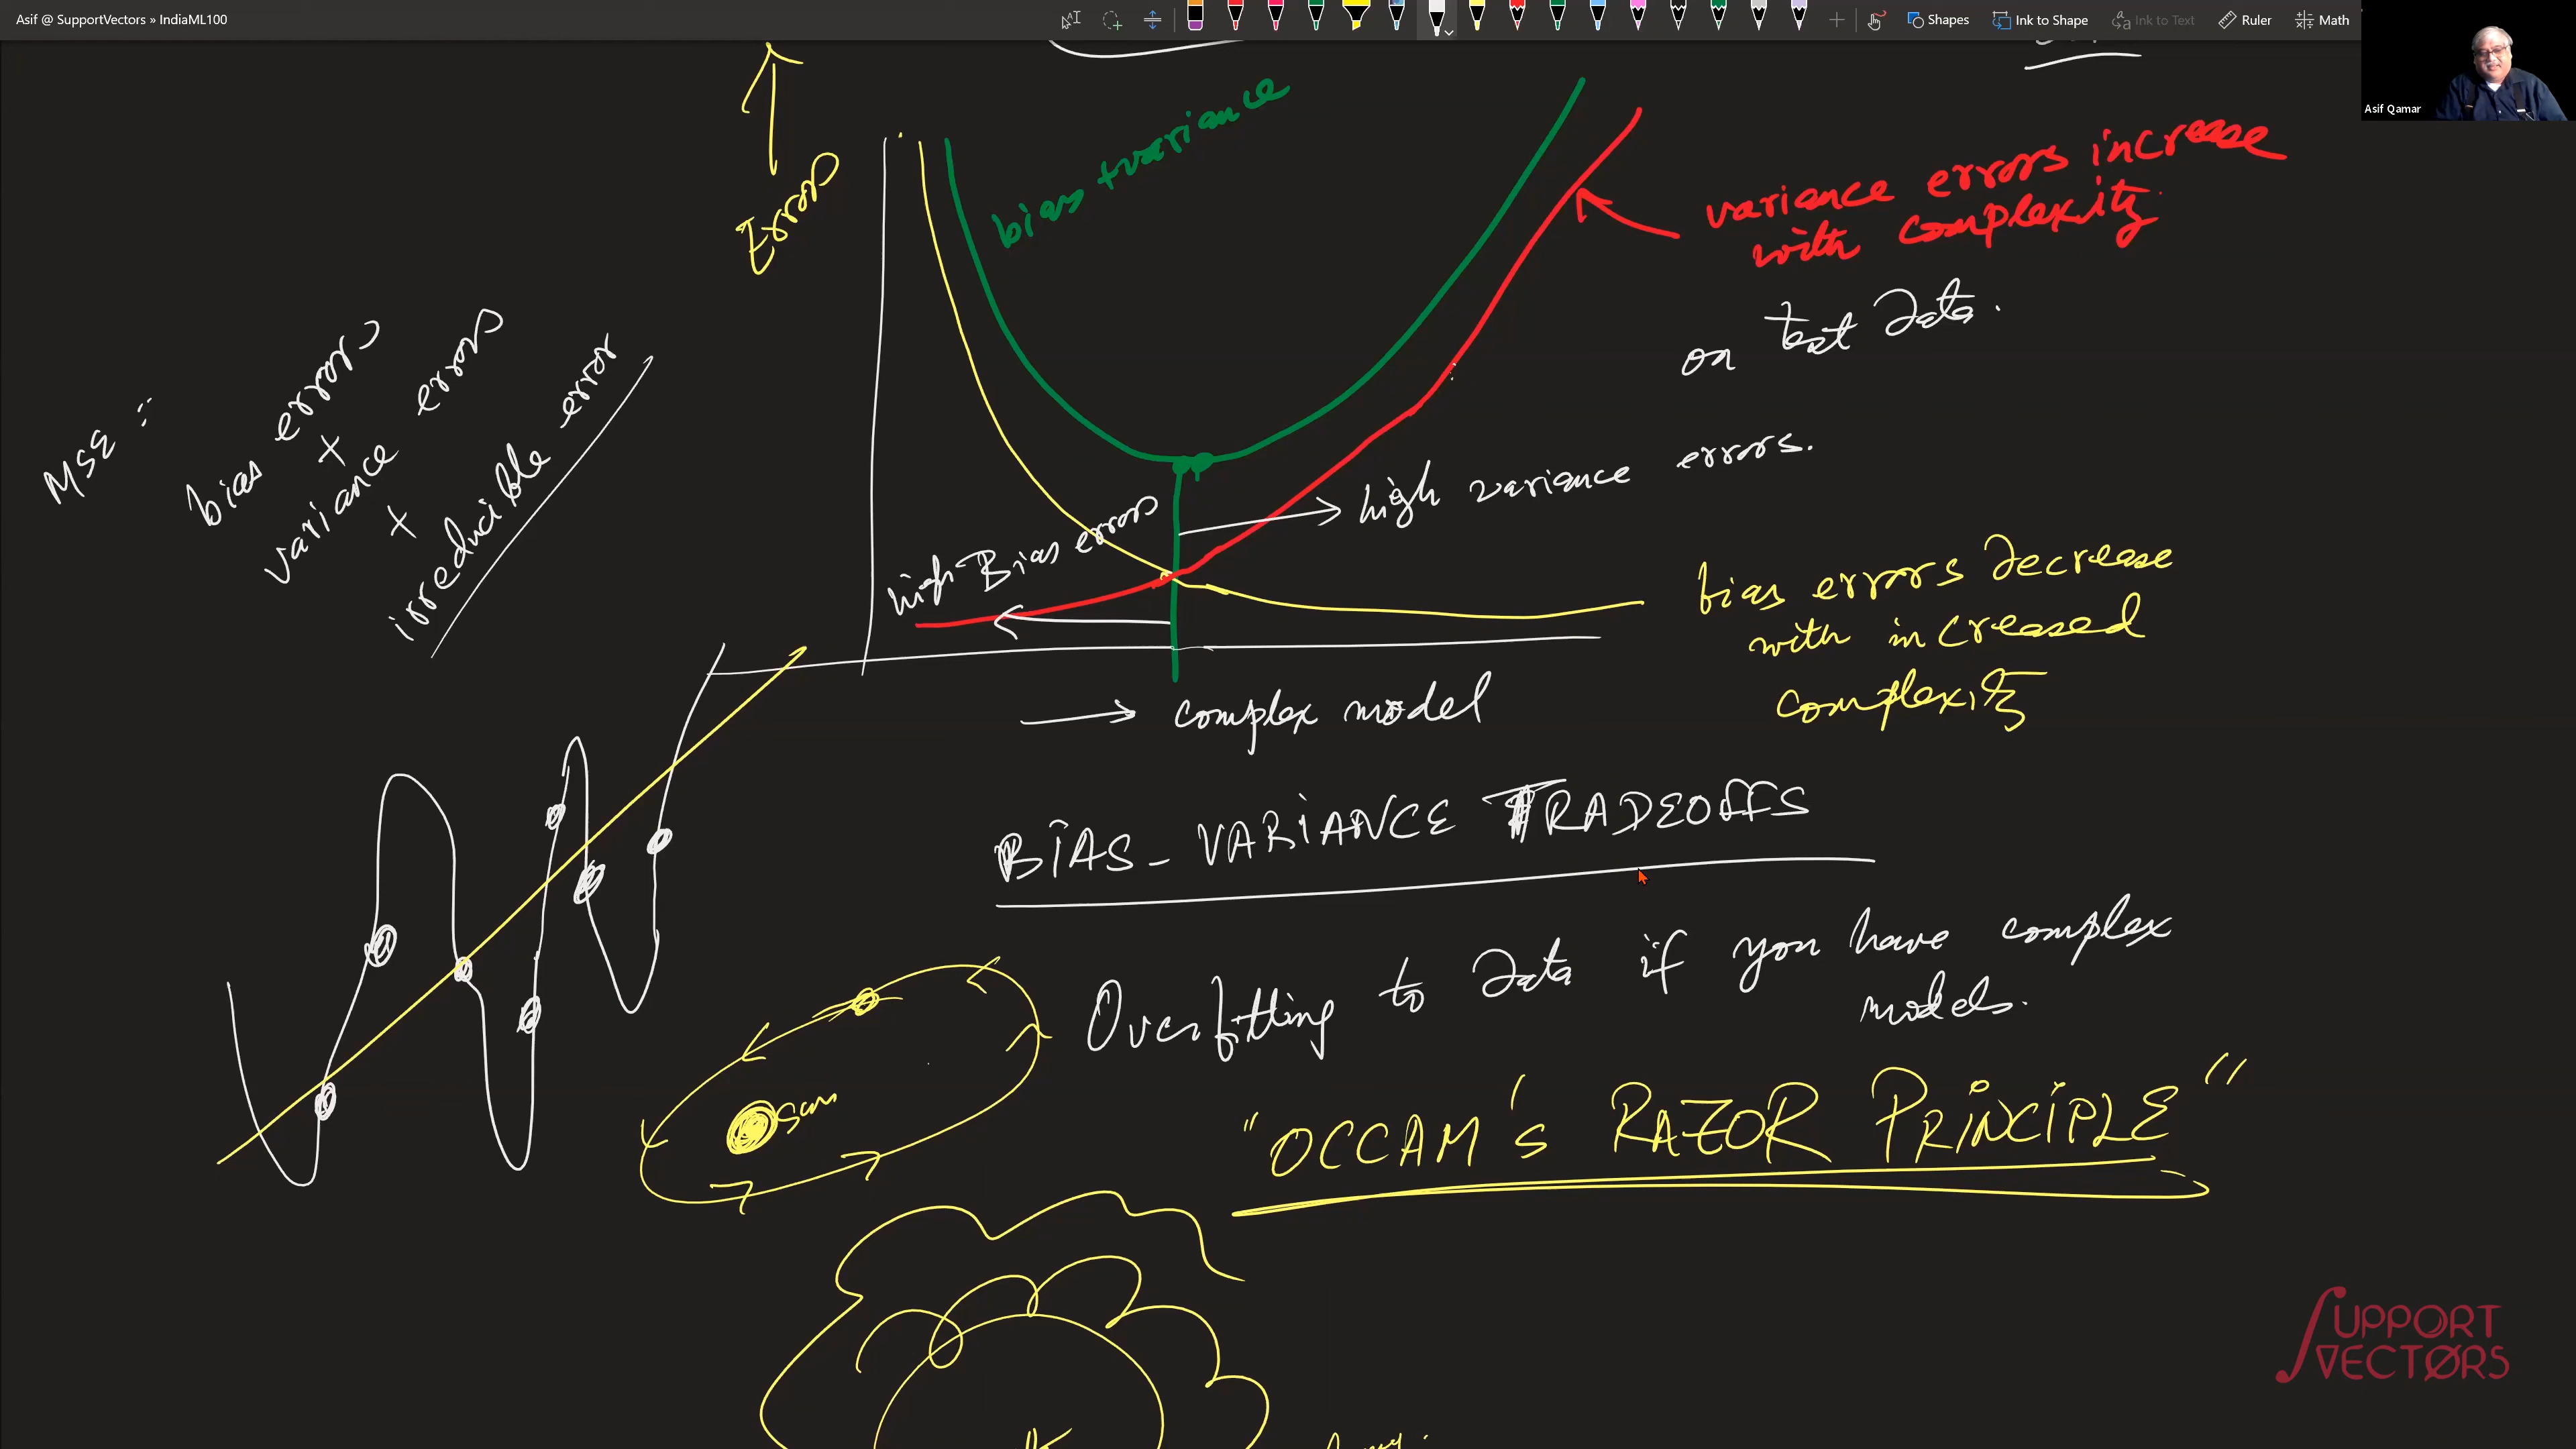 Asif @ SupportVectors » IndiaML100
Shapes
Ink to Shape
Ink to Text
Ruler
Math
Asif Qamar
Error
bias + variance
variance errors increase
with complexity
on test data.
MSE =
bias errors
+
variance errors
+
irreducible error
high Bias errors
high variance errors.
bias errors decrease
with increased
complexity
complex model
BIAS - VARIANCE TRADEOFFS
Overfitting to data if you have complex
models.
sun
"OCCAM's RAZOR PRINCIPLE"
SUPPORT
VECTORS